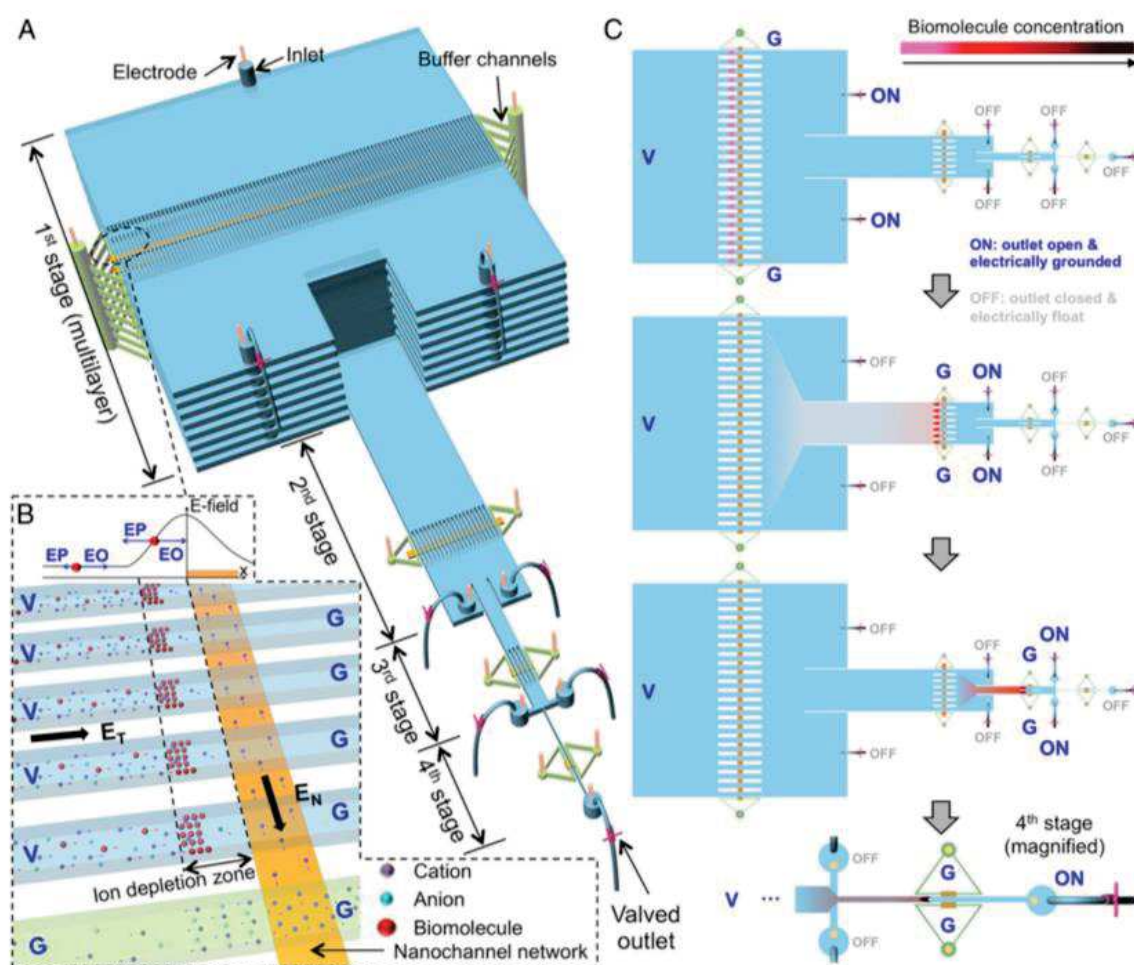 A
Electrode
Inlet
Buffer channels
1st stage (multilayer)
2nd stage
3rd stage
4th stage
Valved
outlet
B
E-field
EP
EO
EP
EO
x
V
G
V
G
V
G
V
G
V
G
ET
EN
Ion depletion zone
G
G
Cation
Anion
Biomolecule
Nanochannel network
C
G
Biomolecule concentration
ON
OFF
OFF
V
OFF
ON
OFF
OFF
G
ON: outlet open &
electrically grounded
OFF: outlet closed &
electrically float
OFF
G
ON
OFF
V
OFF
G
ON
OFF
OFF
OFF
OFF
G
ON
V
OFF
G
OFF
OFF
ON
4th stage
(magnified)
OFF
G
ON
V ...
G
OFF